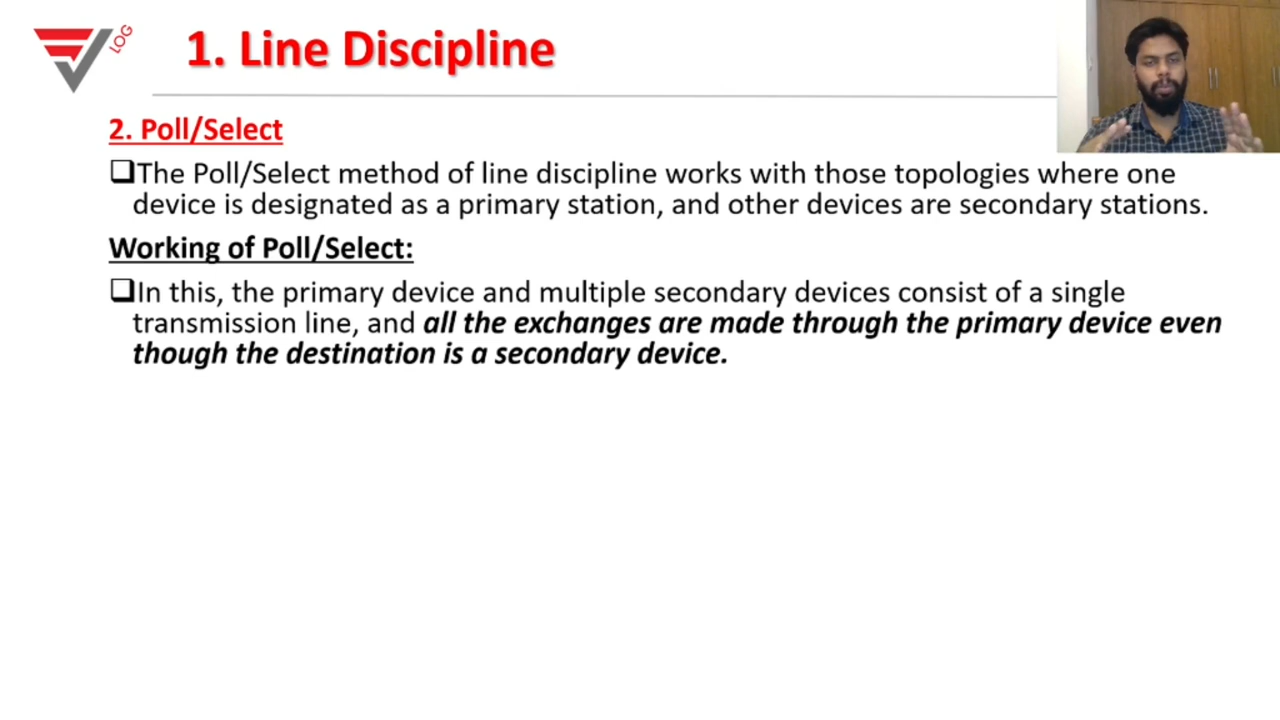 LOG
1. Line Discipline
2. Poll/Select
The Poll/Select method of line discipline works with those topologies where one
device is designated as a primary station, and other devices are secondary stations.
Working of Poll/Select:
In this, the primary device and multiple secondary devices consist of a single
transmission line, and all the exchanges are made through the primary device even
though the destination is a secondary device.